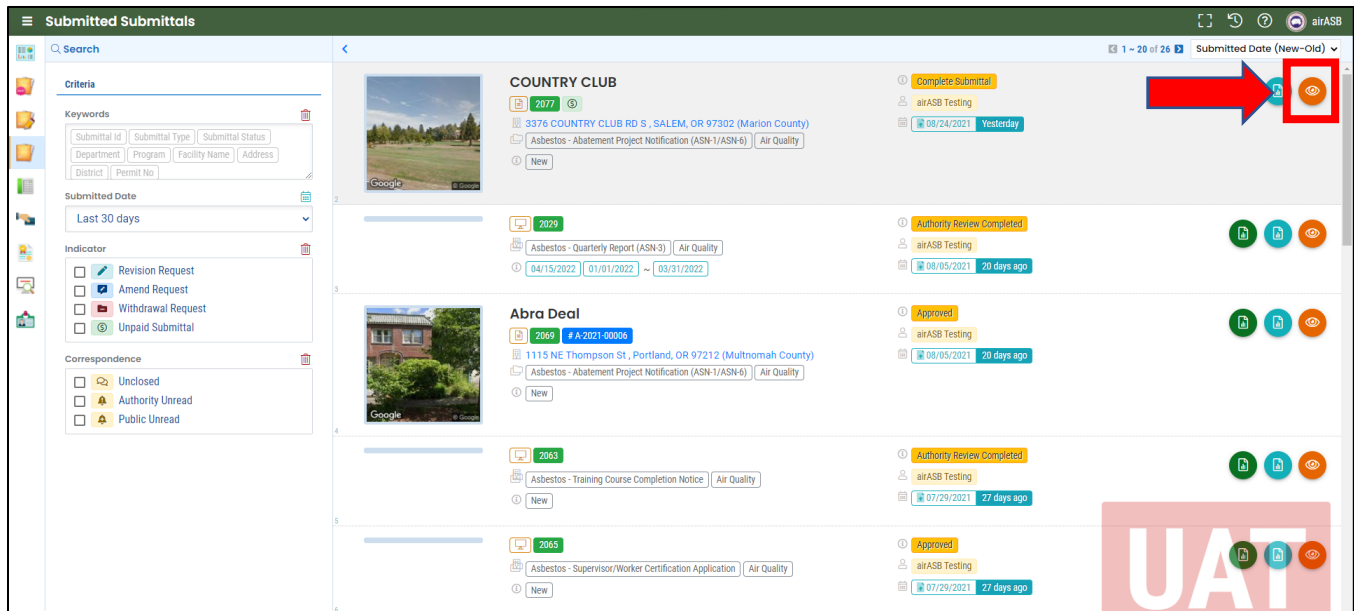 Submitted Submittals
airASB
Search
1 ~ 20 of 26
Submitted Date (New-Old)
Criteria
Keywords
Submittal Id Submittal Type Submittal Status
Department Program Facility Name Address
District Permit No
Submitted Date
Last 30 days
Indicator
Revision Request
Amend Request
Withdrawal Request
Unpaid Submittal
Correspondence
Unclosed
Authority Unread
Public Unread
Google
© Google
2
COUNTRY CLUB
2077
3376 COUNTRY CLUB RD S , SALEM, OR 97302 (Marion County)
Asbestos - Abatement Project Notification (ASN-1/ASN-6) Air Quality
New
Complete Submittal
airASB Testing
08/24/2021 Yesterday
3
2029
Asbestos - Quarterly Report (ASN-3) Air Quality
04/15/2022 01/01/2022 ~ 03/31/2022
Authority Review Completed
airASB Testing
08/05/2021 20 days ago
Google
© Google
4
Abra Deal
2069 # A-2021-00006
1115 NE Thompson St , Portland, OR 97212 (Multnomah County)
Asbestos - Abatement Project Notification (ASN-1/ASN-6) Air Quality
New
Approved
airASB Testing
08/05/2021 20 days ago
5
2063
Asbestos - Training Course Completion Notice Air Quality
New
Authority Review Completed
airASB Testing
07/29/2021 27 days ago
6
2065
Asbestos - Supervisor/Worker Certification Application Air Quality
New
Approved
airASB Testing
07/29/2021 27 days ago
UAT